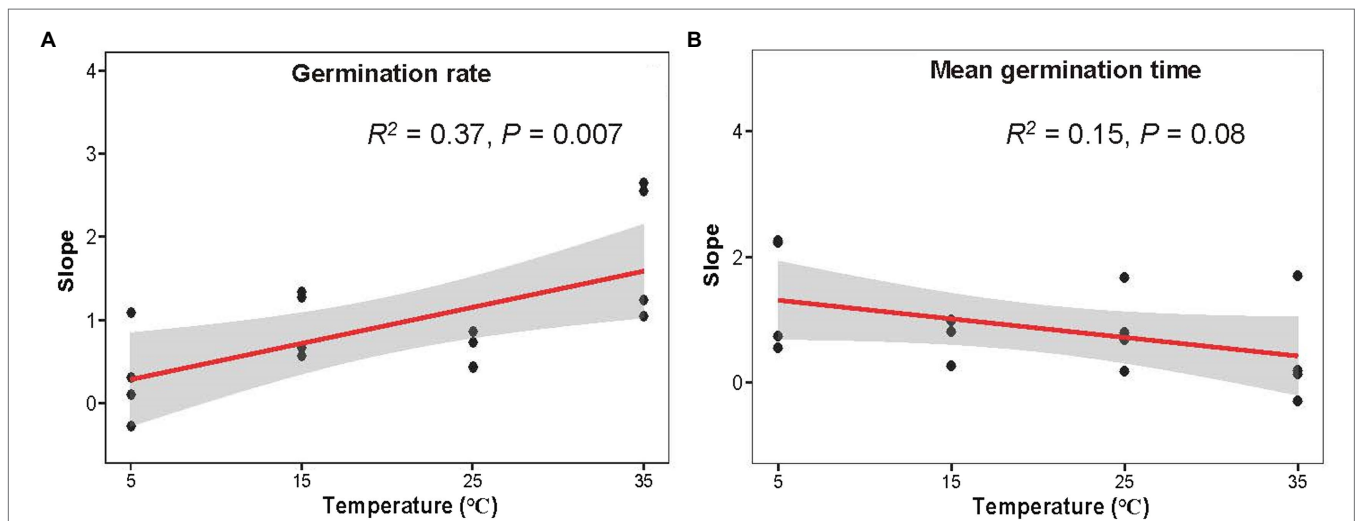 A
Germination rate
R² = 0.37, P = 0.007
4
3
2
1
0
Slope
5 15 25 35
Temperature (°C)
B
Mean germination time
R² = 0.15, P = 0.08
4
2
0
Slope
5 15 25 35
Temperature (°C)